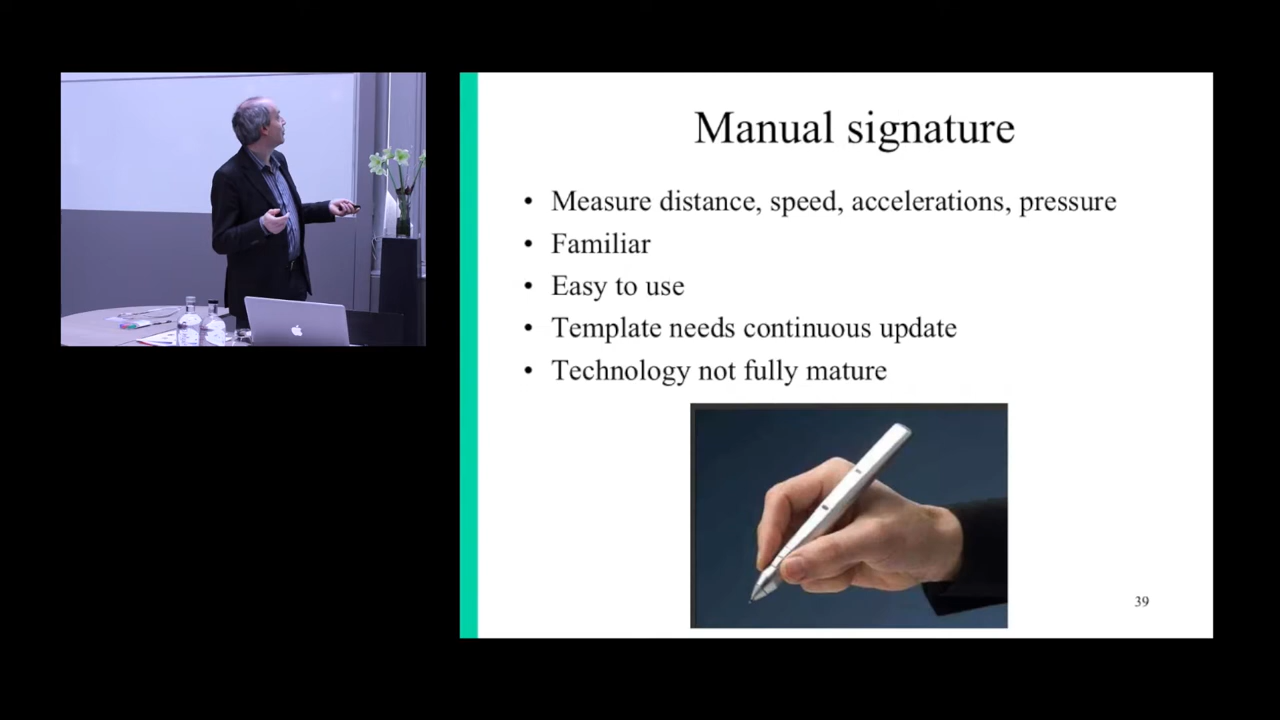 Manual signature
• Measure distance, speed, accelerations, pressure
• Familiar
• Easy to use
• Template needs continuous update
• Technology not fully mature
39